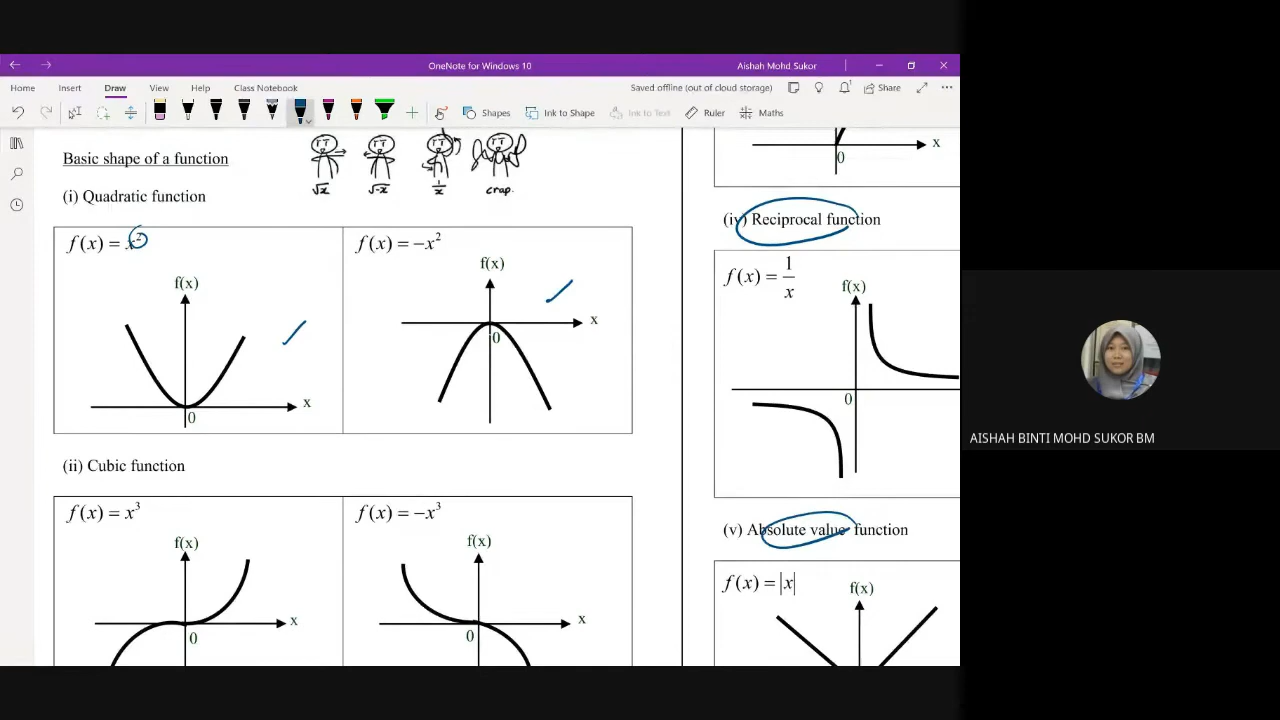 OneNote for Windows 10
Aishah Mohd Sukor
Home Insert Draw View Help Class Notebook
Saved offline (out of cloud storage)
Share
Shapes
Ink to Shape
Ink to Text
Ruler
Maths
Basic shape of a function
√x √-x 1/x crap.
(i) Quadratic function
f(x) = x²
f(x)
x
0
f(x) = −x²
f(x)
x
0
(ii) Cubic function
f(x) = x³
f(x)
x
0
f(x) = −x³
f(x)
x
0
x
0
(iv) Reciprocal function
f(x) = 1/x
f(x)
0
(v) Absolute value function
f(x) = |x|
f(x)
AISHAH BINTI MOHD SUKOR BM